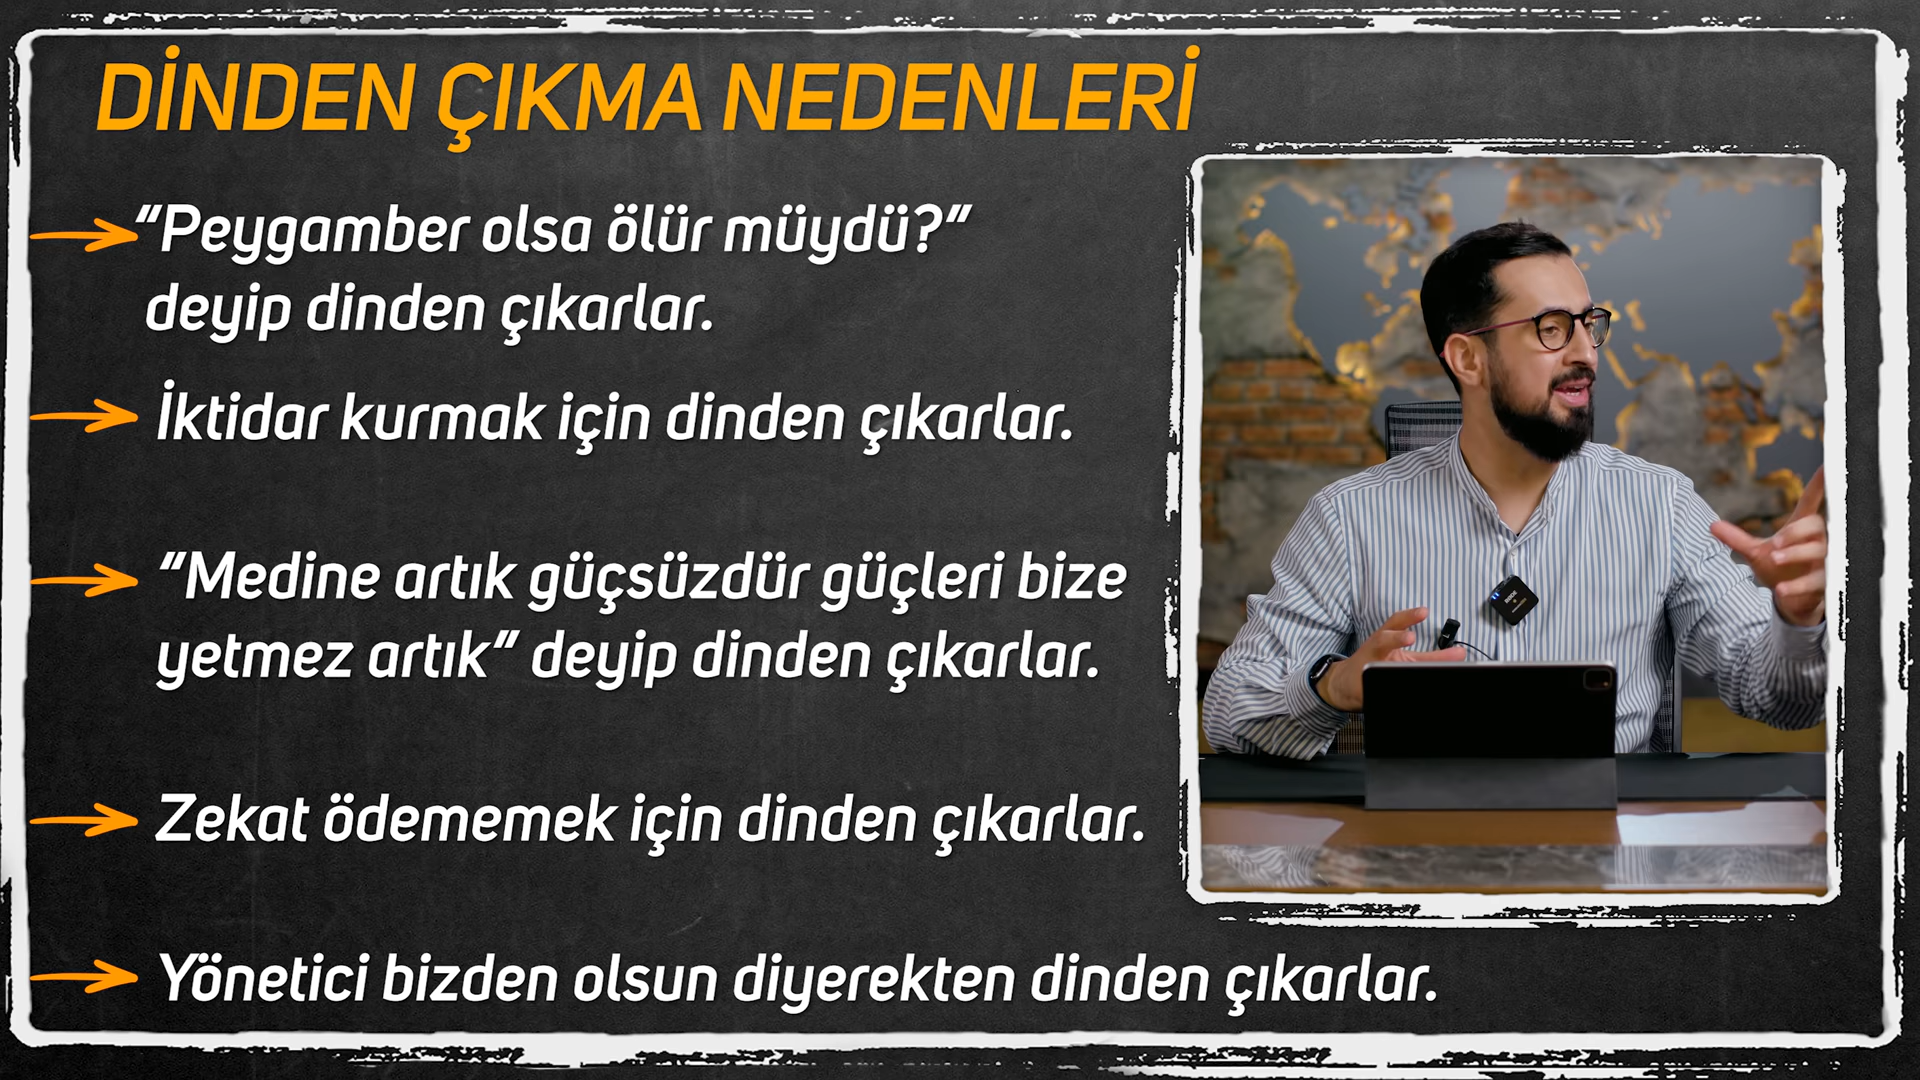 DİNDEN ÇIKMA NEDENLERİ
“Peygamber olsa ölür müydü?”
deyip dinden çıkarlar.
İktidar kurmak için dinden çıkarlar.
“Medine artık güçsüzdür güçleri bize
yetmez artık” deyip dinden çıkarlar.
Zekat ödememek için dinden çıkarlar.
Yönetici bizden olsun diyerekten dinden çıkarlar.